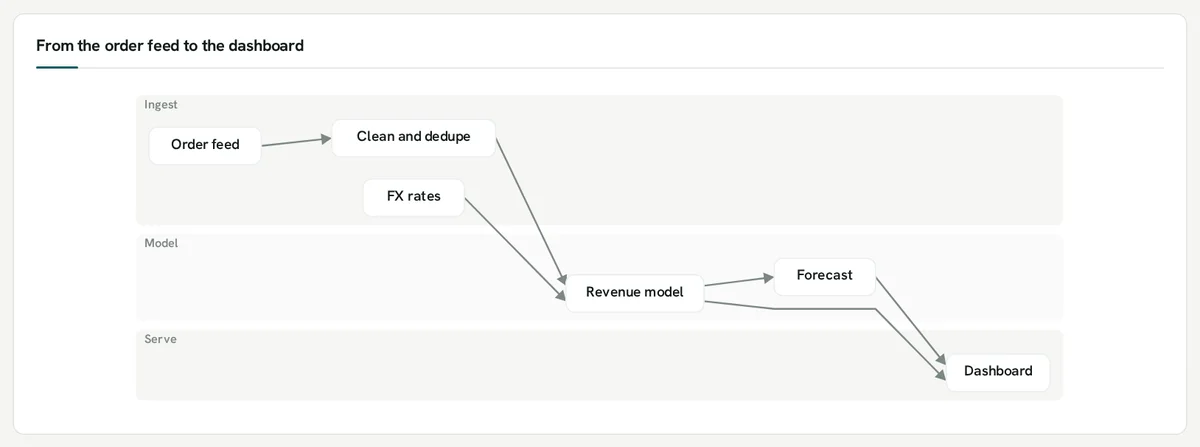 From the order feed to the dashboard
Ingest
Order feed
Clean and dedupe
FX rates
Model
Revenue model
Forecast
Serve
Dashboard